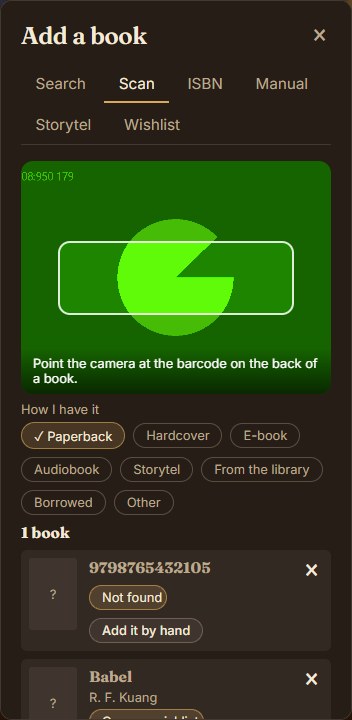 Add a book
×
Search Scan ISBN Manual
Storytel Wishlist
08:950 179
Point the camera at the barcode on the back of
a book.
How I have it
✓ Paperback Hardcover E-book
Audiobook Storytel From the library
Borrowed Other
1 book
9798765432105
×
?
Not found
Add it by hand
Babel
×
R. F. Kuang
?